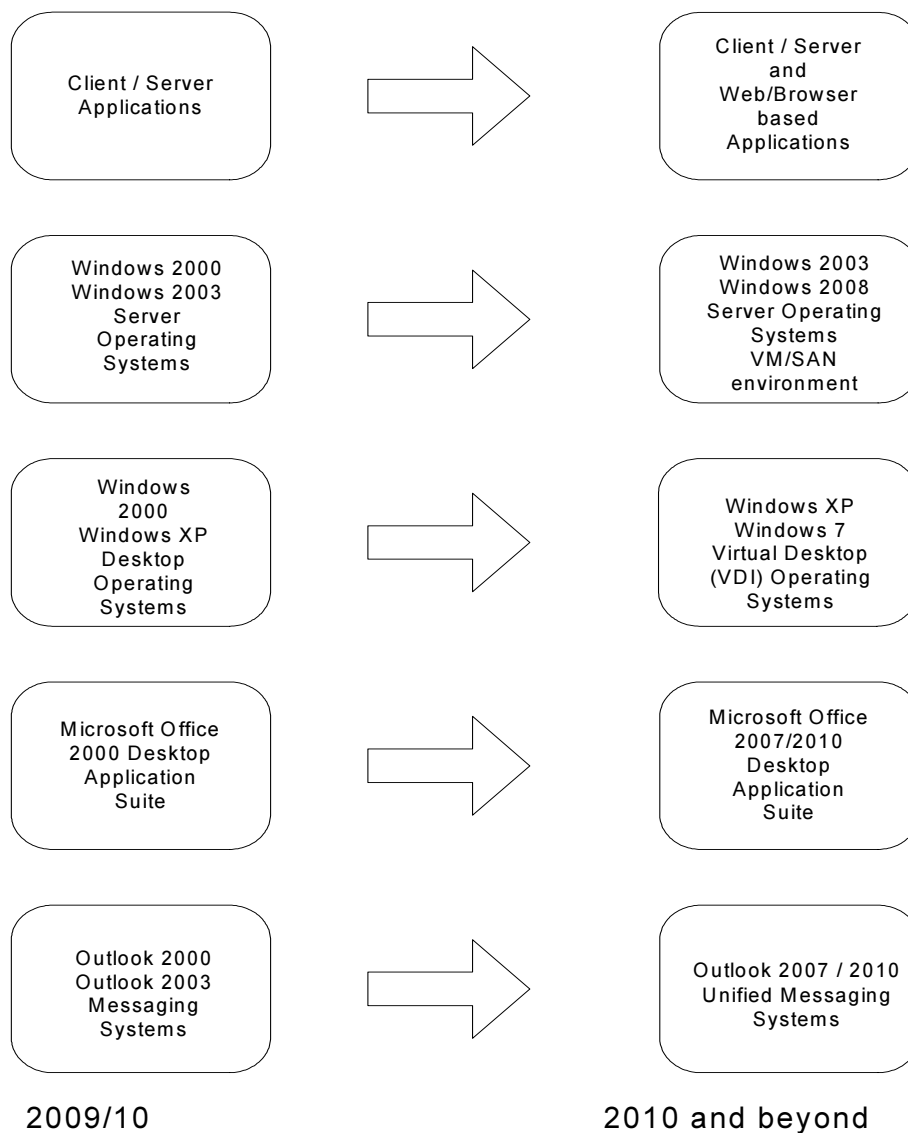 Client / Server
Applications
Client / Server
and
Web/Browser
based
Applications
Windows 2000
Windows 2003
Server
Operating
Systems
Windows 2003
Windows 2008
Server Operating
Systems
VM/SAN
environment
Windows
2000
Windows XP
Desktop
Operating
Systems
Windows XP
Windows 7
Virtual Desktop
(VDI) Operating
Systems
Microsoft Office
2000 Desktop
Application
Suite
Microsoft Office
2007/2010
Desktop
Application
Suite
Outlook 2000
Outlook 2003
Messaging
Systems
Outlook 2007 / 2010
Unified Messaging
Systems
2009/10
2010 and beyond